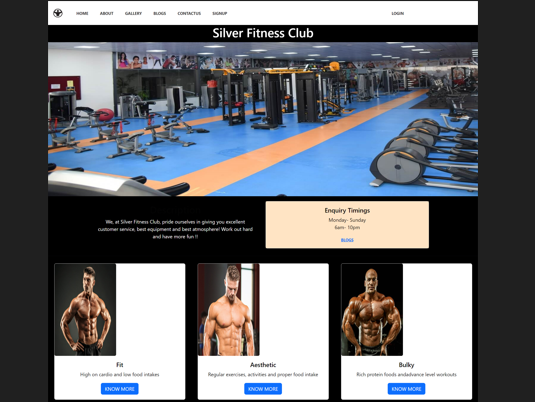 HOME ABOUT GALLERY BLOGS CONTACTUS SIGNUP LOGIN
Silver Fitness Club
We, at Silver Fitness Club, pride ourselves in giving you excellent
customer service, best equipment and best atmosphere! Work out hard
and have more fun !!
Enquiry Timings
Monday- Sunday
6am- 10pm
BLOGS
Fit
High on cardio and low food intakes
KNOW MORE
Aesthetic
Regular exercises, activities and proper food intake
KNOW MORE
Bulky
Rich protein foods andadvance level workouts
KNOW MORE